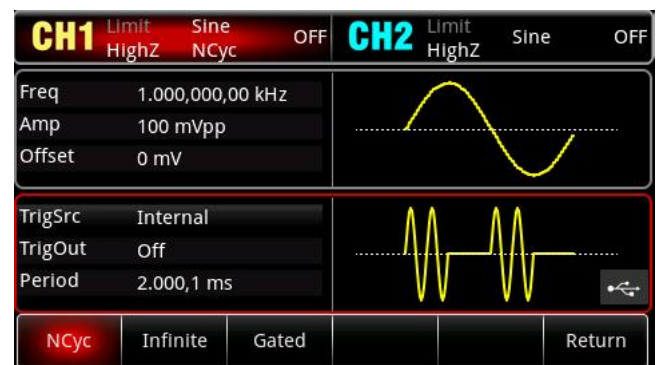 CH1 Limit Sine OFF
HighZ NCyc
CH2 Limit Sine OFF
HighZ
Freq 1.000,000,00 kHz
Amp 100 mVpp
Offset 0 mV
TrigSrc Internal
TrigOut Off
Period 2.000,1 ms
NCyc Infinite Gated Return